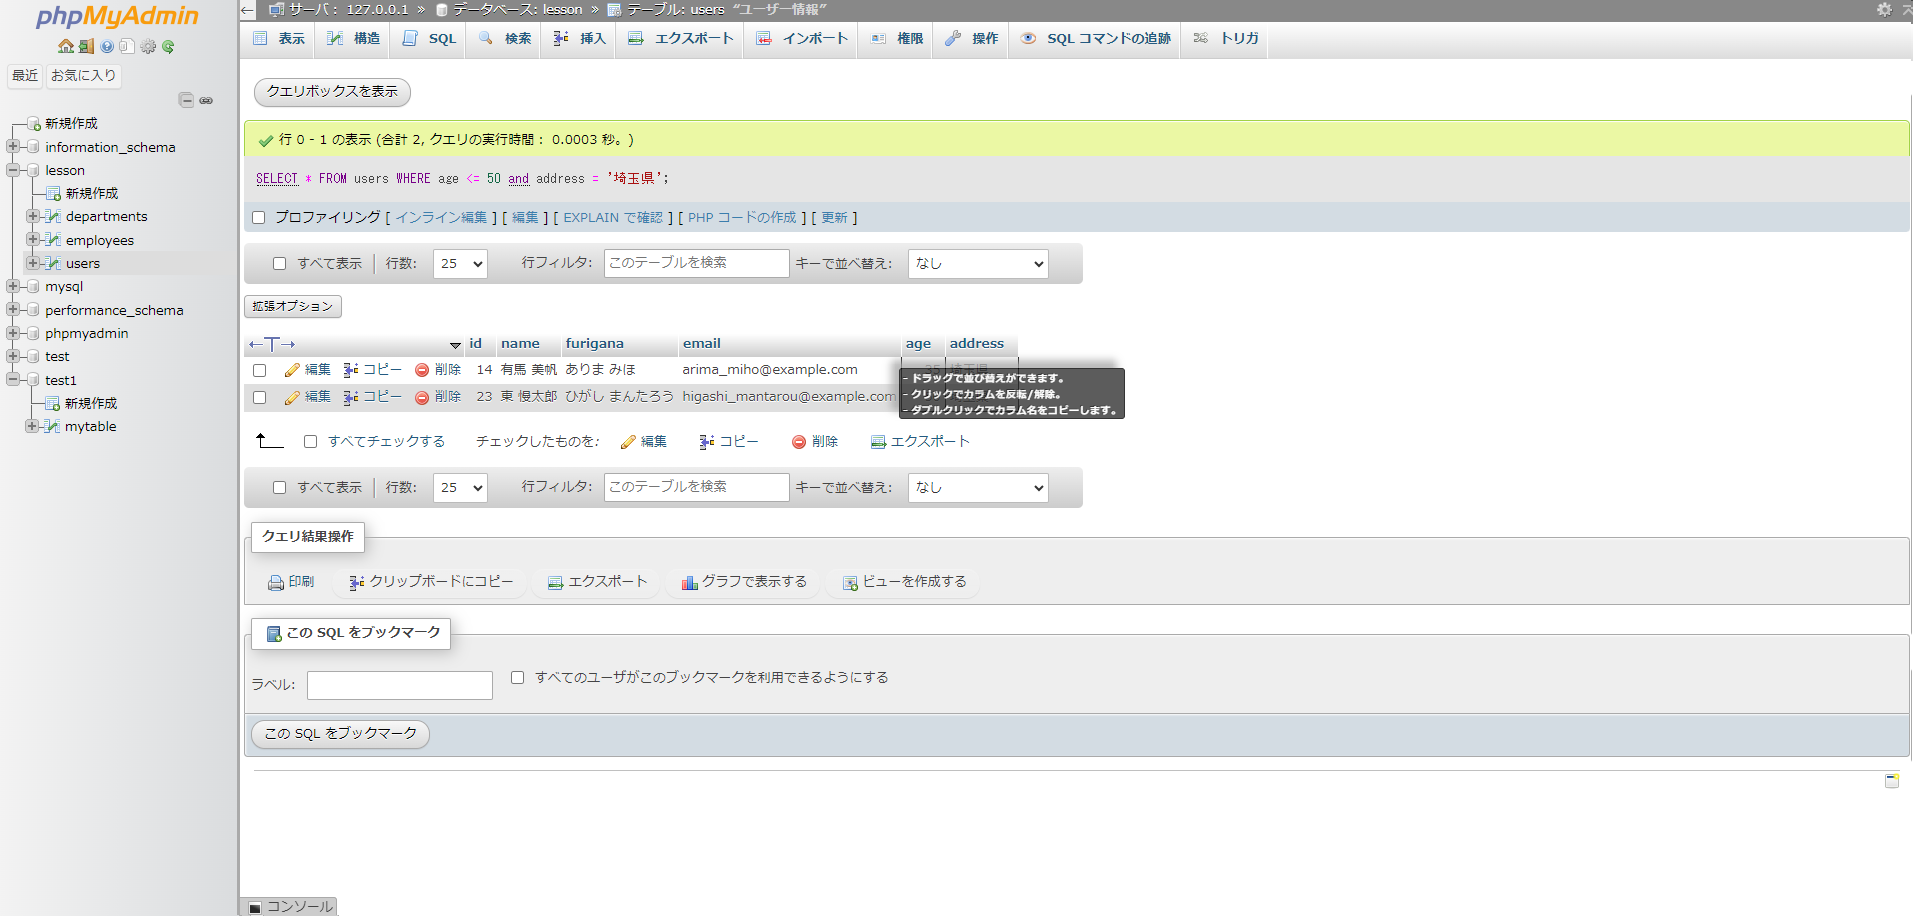 phpMyAdmin
最近 お気に入り
新規作成
information_schema
lesson
新規作成
departments
employees
users
mysql
performance_schema
phpmyadmin
test
test1
新規作成
mytable
サーバ: 127.0.0.1 » データベース: lesson » テーブル: users “ユーザー情報”
表示 構造 SQL 検索 挿入 エクスポート インポート 権限 操作 SQL コマンドの追跡 トリガ
クエリボックスを表示
行 0 - 1 の表示 (合計 2, クエリの実行時間： 0.0003 秒。)
SELECT * FROM users WHERE age <= 50 and address = '埼玉県';
プロファイリング [ インライン編集 ] [ 編集 ] [ EXPLAIN で確認 ] [ PHP コードの作成 ] [ 更新 ]
すべて表示 行数: 25 行フィルタ: このテーブルを検索 キーで並べ替え: なし
拡張オプション
←T→ id name furigana email age address
編集 コピー 削除 14 有馬 美帆 ありま みほ arima_miho@example.com 35 埼玉県
編集 コピー 削除 23 東 慢太郎 ひがし まんたろう higashi_mantarou@example.com
- ドラッグで並び替えができます。
- クリックでカラムを反転/解除。
- ダブルクリックでカラム名をコピーします。
すべてチェックする チェックしたものを: 編集 コピー 削除 エクスポート
すべて表示 行数: 25 行フィルタ: このテーブルを検索 キーで並べ替え: なし
クエリ結果操作
印刷 クリップボードにコピー エクスポート グラフで表示する ビューを作成する
この SQL をブックマーク
ラベル: すべてのユーザがこのブックマークを利用できるようにする
この SQL をブックマーク
コンソール